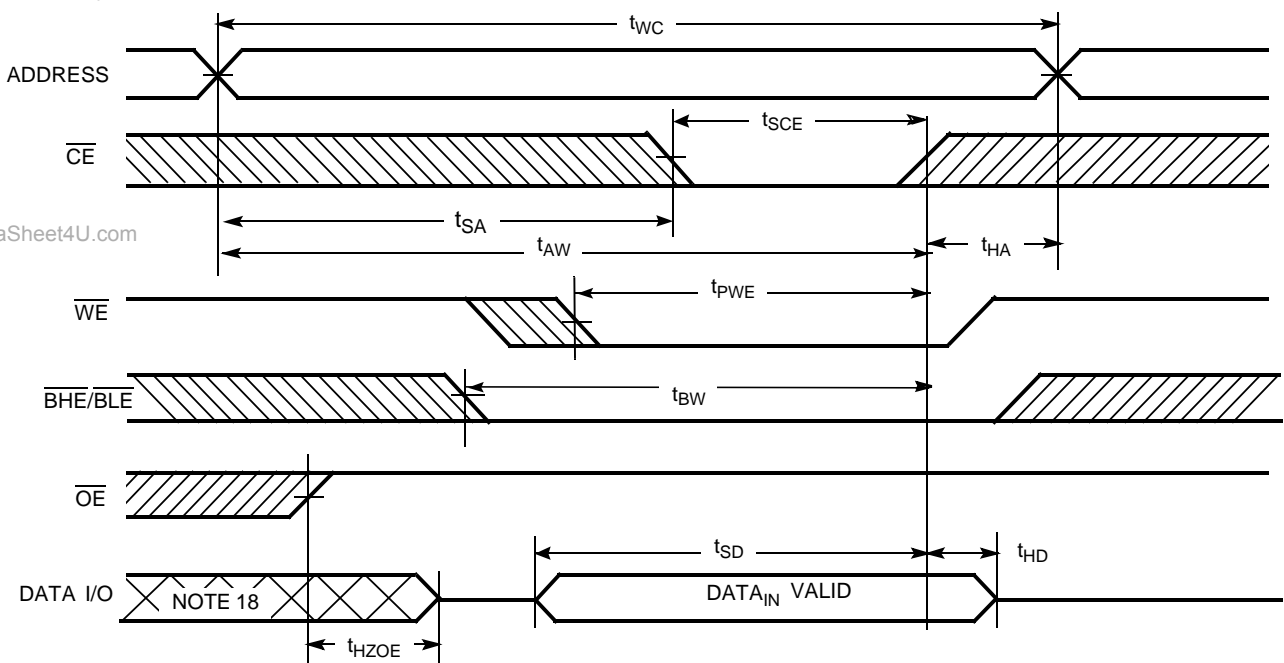 tWC
ADDRESS
tSCE
CE
tSA
aSheet4U.com
tAW
tHA
tPWE
WE
BHE/BLE
tBW
OE
tSD
tHD
DATA I/O
NOTE 18
DATAIN VALID
tHZOE